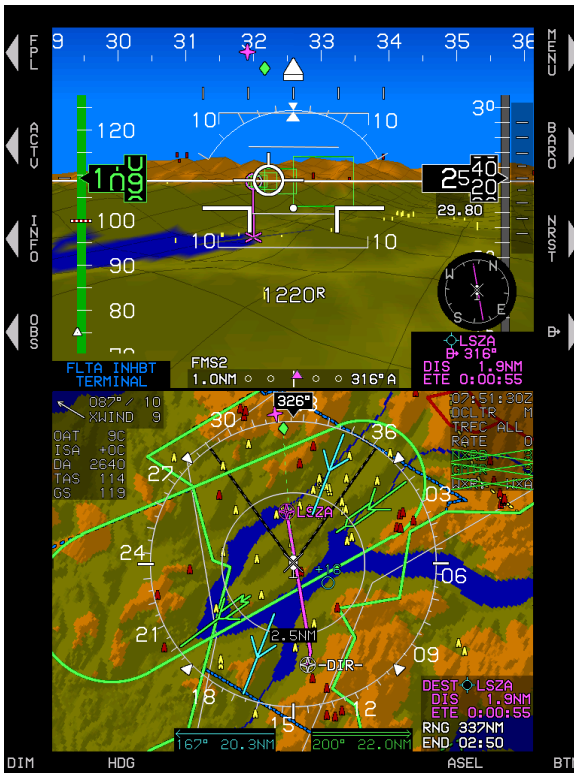 9 30 31 32 33 34 35 36
FPL
MENU
ACTV
BARO
INFO
NRST
OBS
120
100
90
80
10 10
10 10
29.80
1220R
N
E
S
W
LSZA
316°
DIS 1.9NM
ETE 0:00:55
FLTA INHBT
TERMINAL
FMS2
1.0NM 316°A
326°
087°/ 10
XWIND 9
OAT 9C
ISA +0C
DA 2640
TAS 114
GS 119
07:51:30Z
DCLTR M
TRFC ALL
RATE 0
30
36
03
06
09
12
15
18
21
24
27
LSZA
+18
2.5NM
-DIR-
DEST LSZA
DIS 1.9NM
ETE 0:00:55
RNG 337NM
END 02:50
167° 20.3NM
200° 22.0NM
DIM HDG ASEL